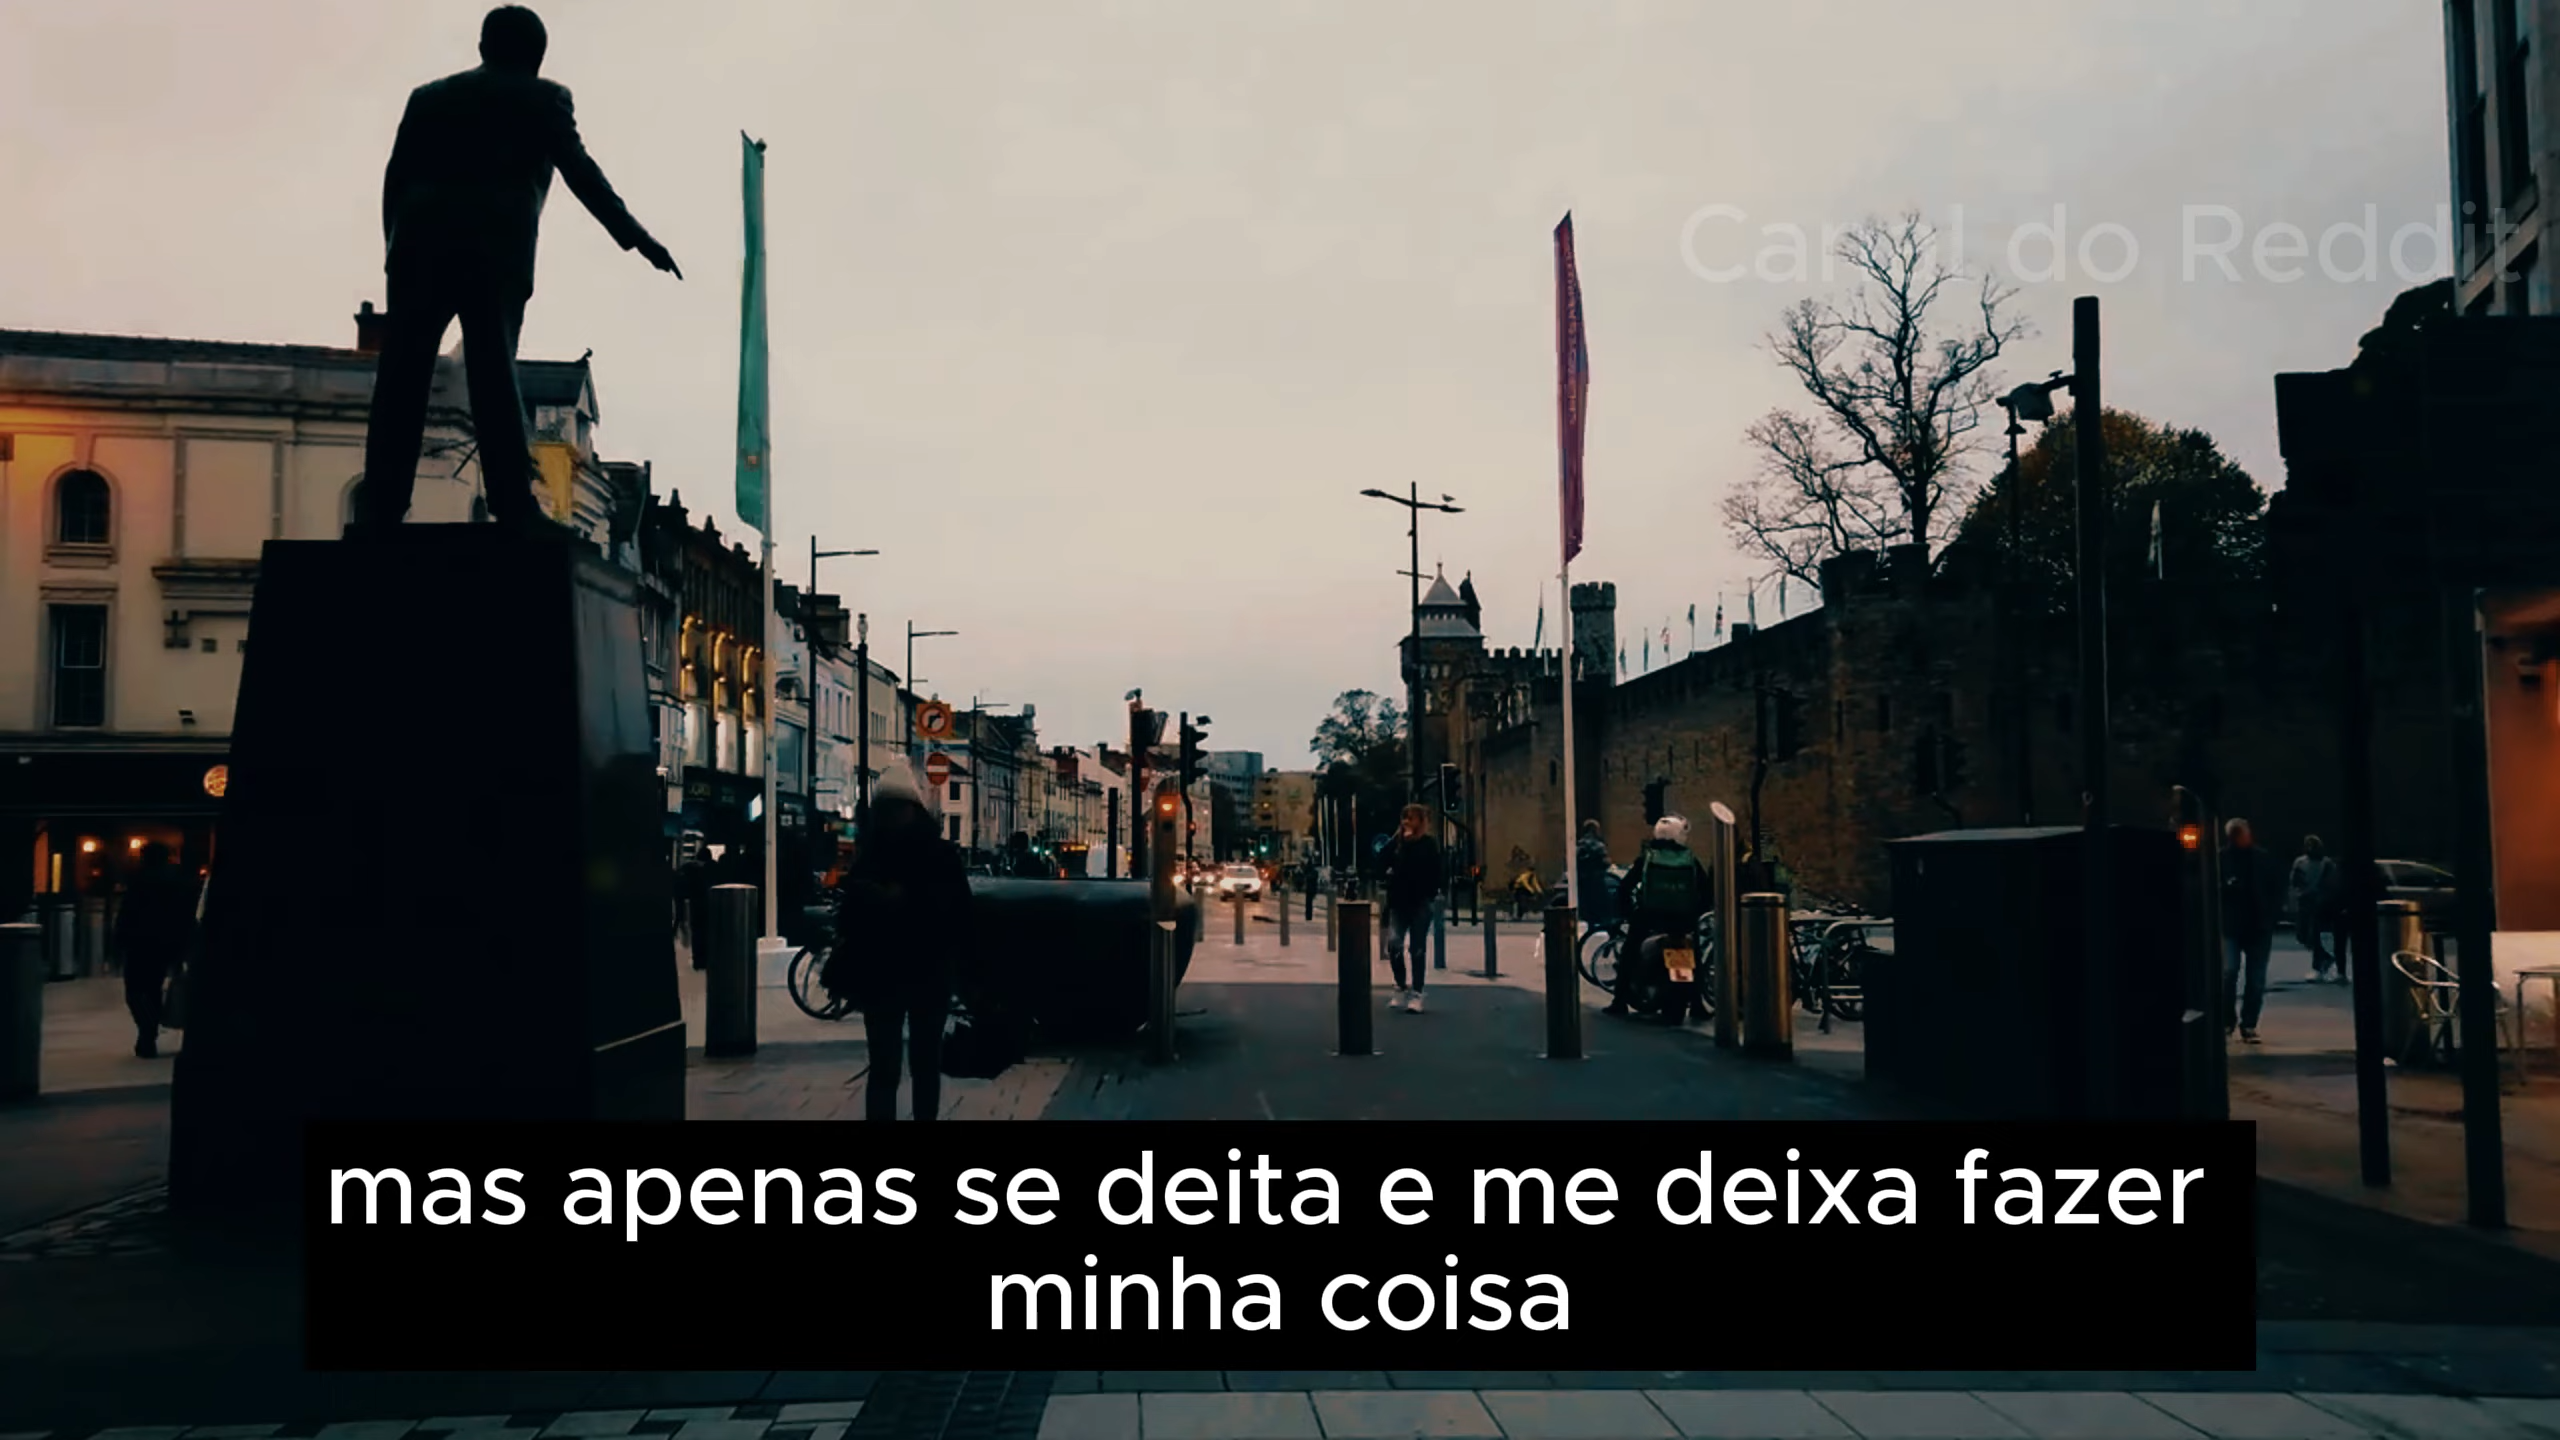 Canal do Reddit
mas apenas se deita e me deixa fazer
minha coisa